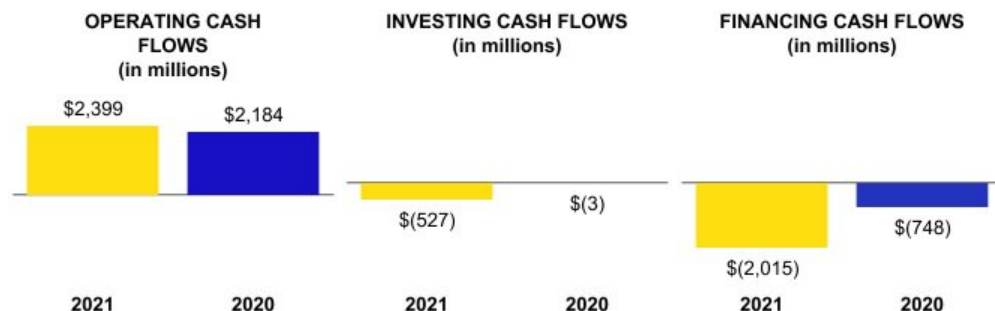 OPERATING CASH
FLOWS
(in millions)
$2,399
$2,184
2021
2020
INVESTING CASH FLOWS
(in millions)
$(527)
$(3)
2021
2020
FINANCING CASH FLOWS
(in millions)
$(2,015)
$(748)
2021
2020